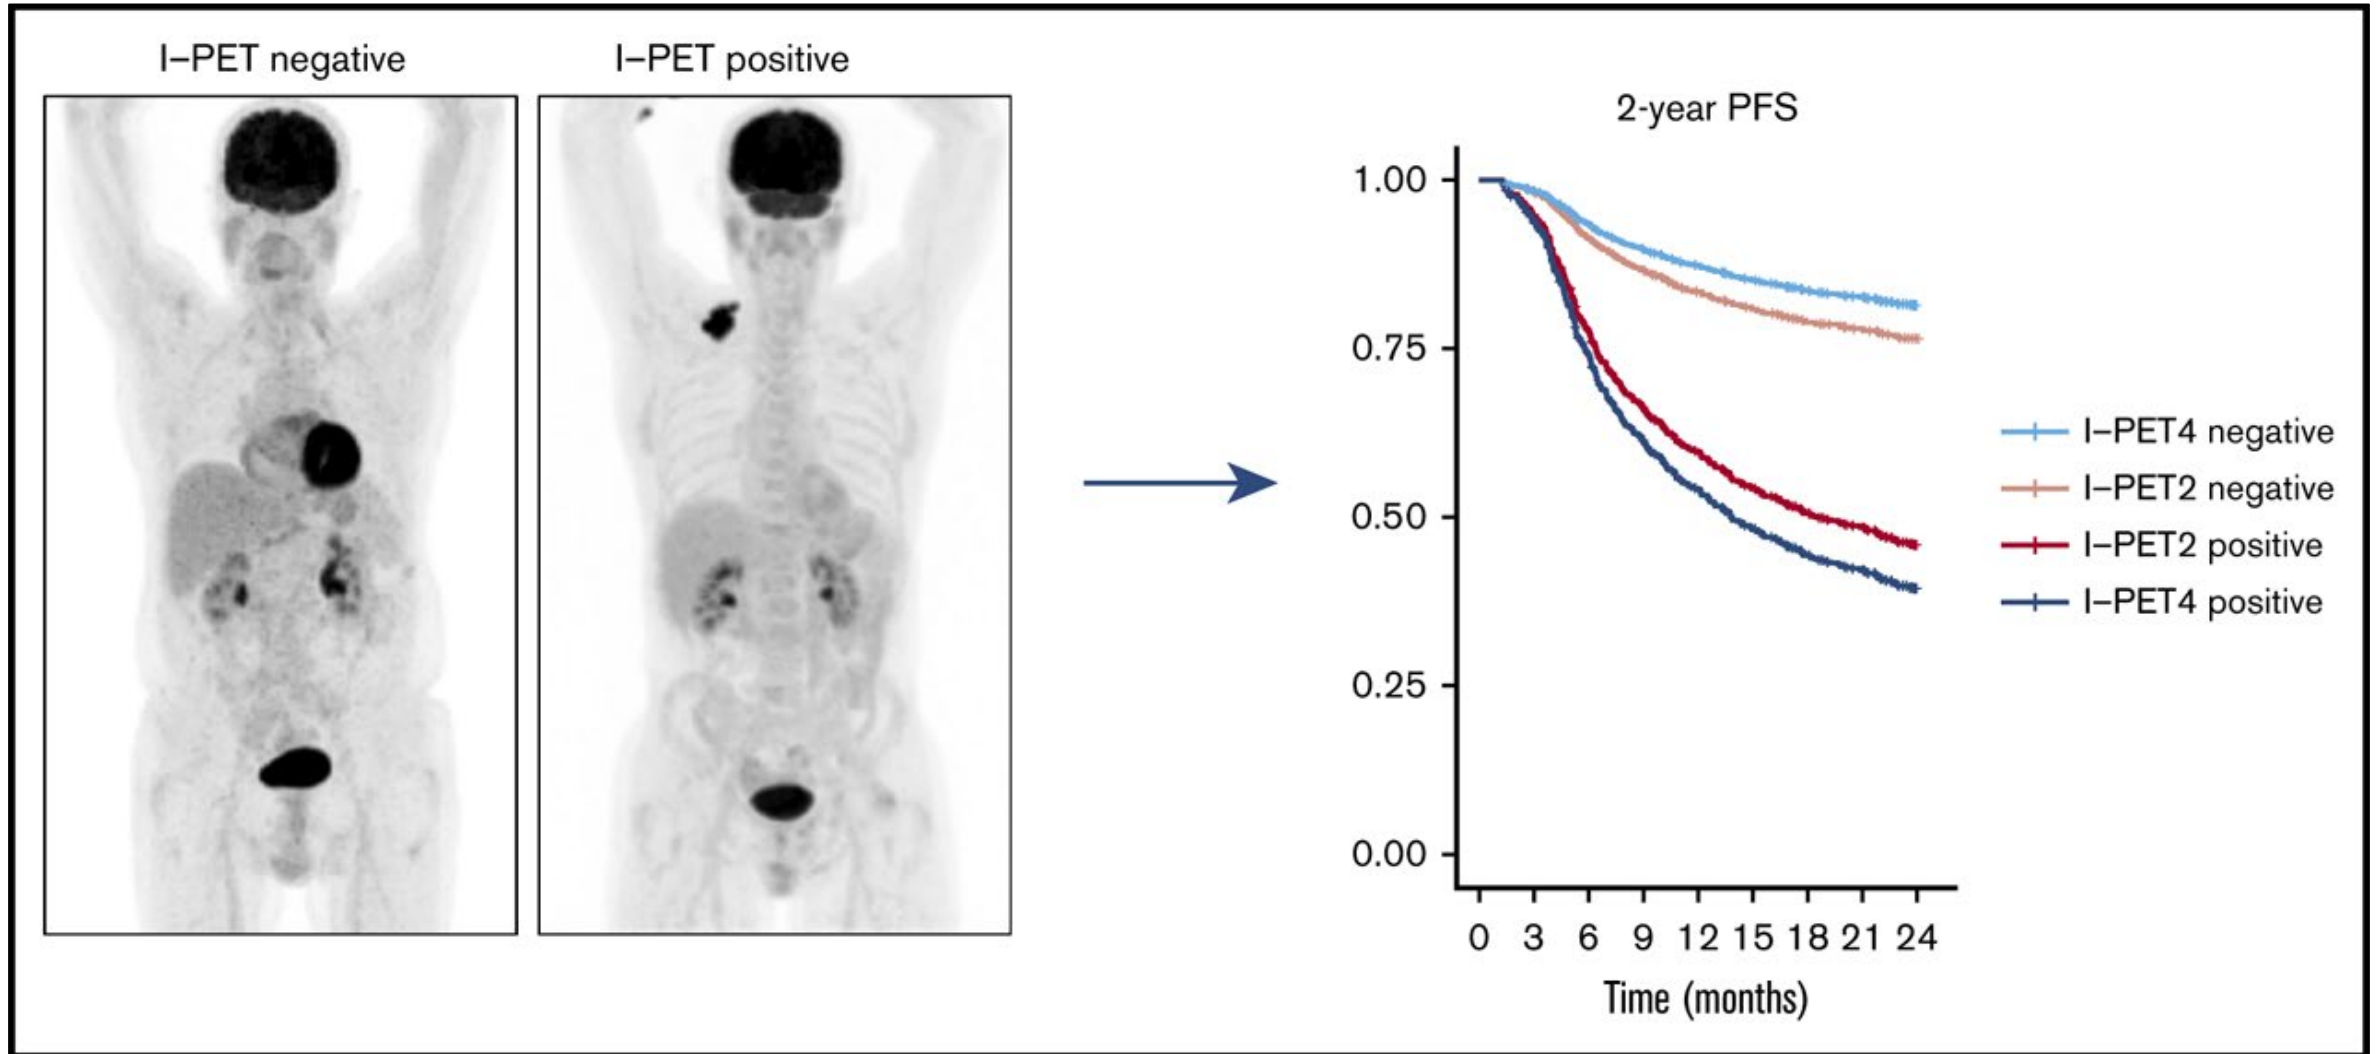 I–PET negative
I–PET positive
2-year PFS
1.00
0.75
0.50
0.25
0.00
0 3 6 9 12 15 18 21 24
Time (months)
I–PET4 negative
I–PET2 negative
I–PET2 positive
I–PET4 positive